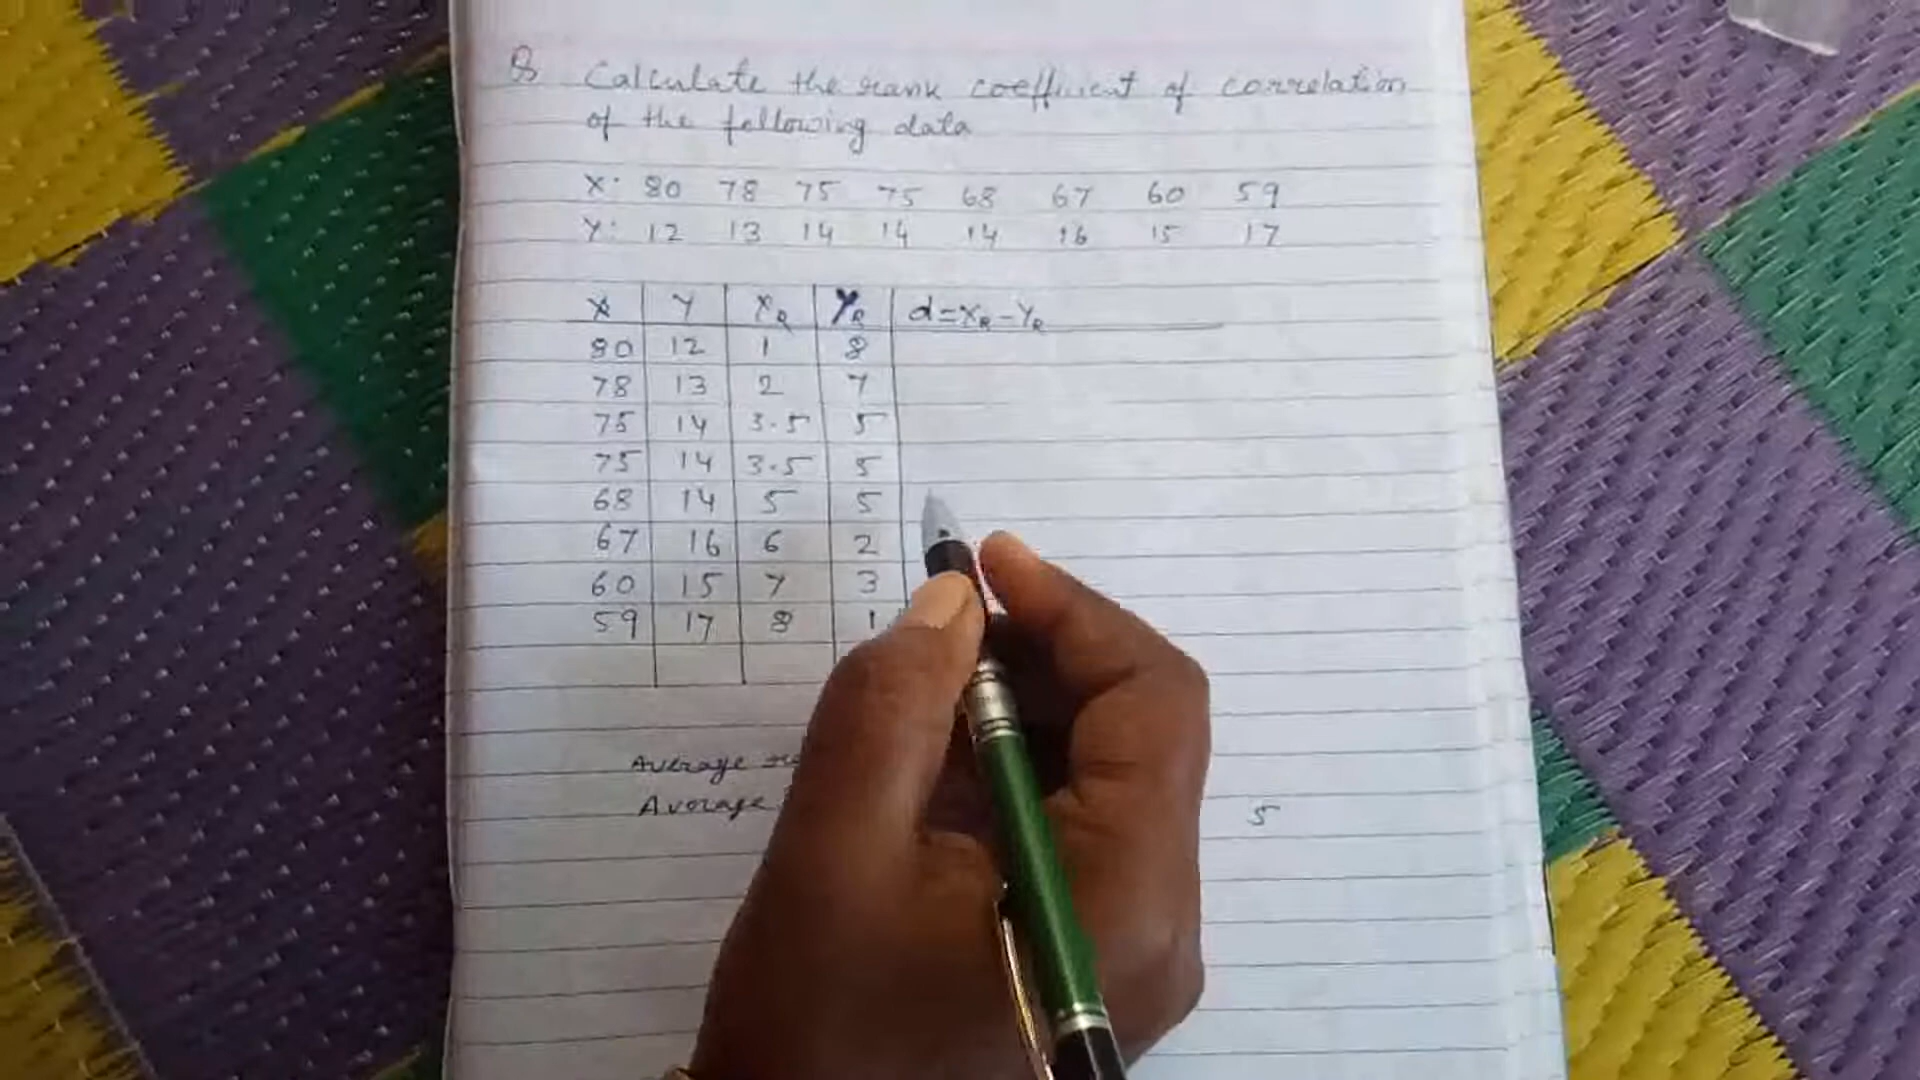 Q Calculate the rank coefficient of correlation
of the following data
X: 80 78 75 75 68 67 60 59
Y: 12 13 14 14 14 16 15 17
X Y XR YR d=XR-YR
80 12 1 8
78 13 2 7
75 14 3.5 5
75 14 3.5 5
68 14 5 5
67 16 6 2
60 15 7 3
59 17 8 1
Average
Average 5